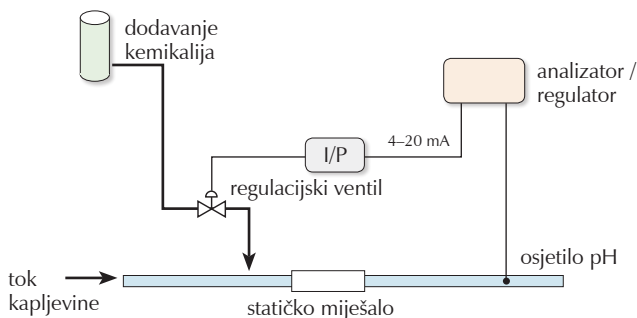 dodavanje
kemikalija
analizator /
regulator
4–20 mA
I/P
regulacijski ventil
osjetilo pH
tok
kapljevine
statičko miješalo